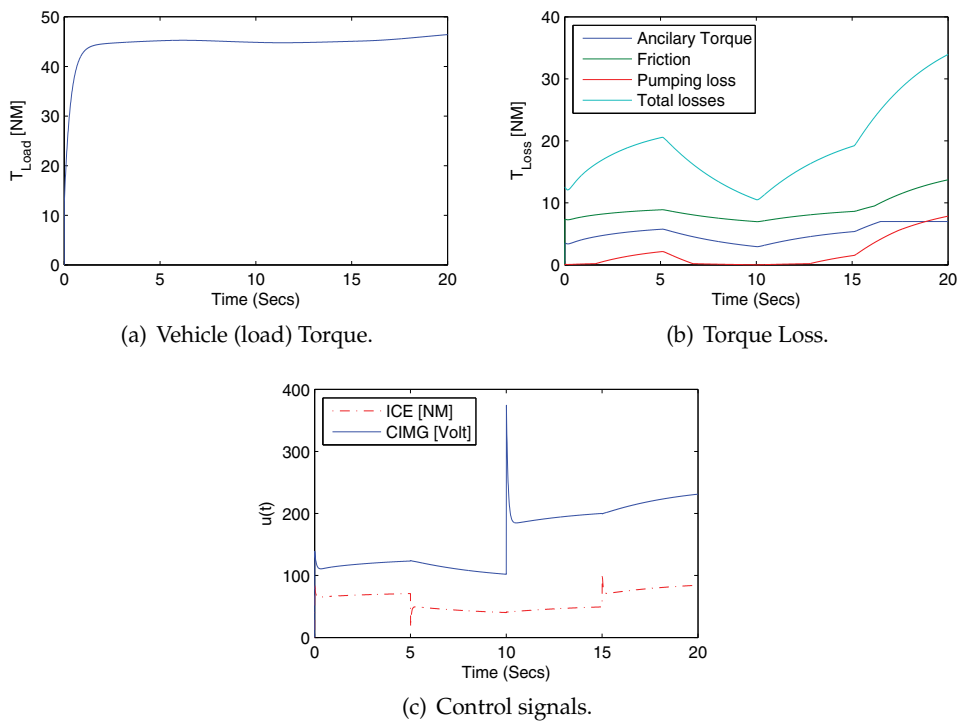 50
40
30
20
10
0
T_Load [NM]
0 5 10 15 20
Time (Secs)
(a) Vehicle (load) Torque.
40
30
20
10
0
T_Loss [NM]
Ancilary Torque
Friction
Pumping loss
Total losses
0 5 10 15 20
Time (Secs)
(b) Torque Loss.
400
300
200
100
0
u(t)
ICE [NM]
CIMG [Volt]
0 5 10 15 20
Time (Secs)
(c) Control signals.